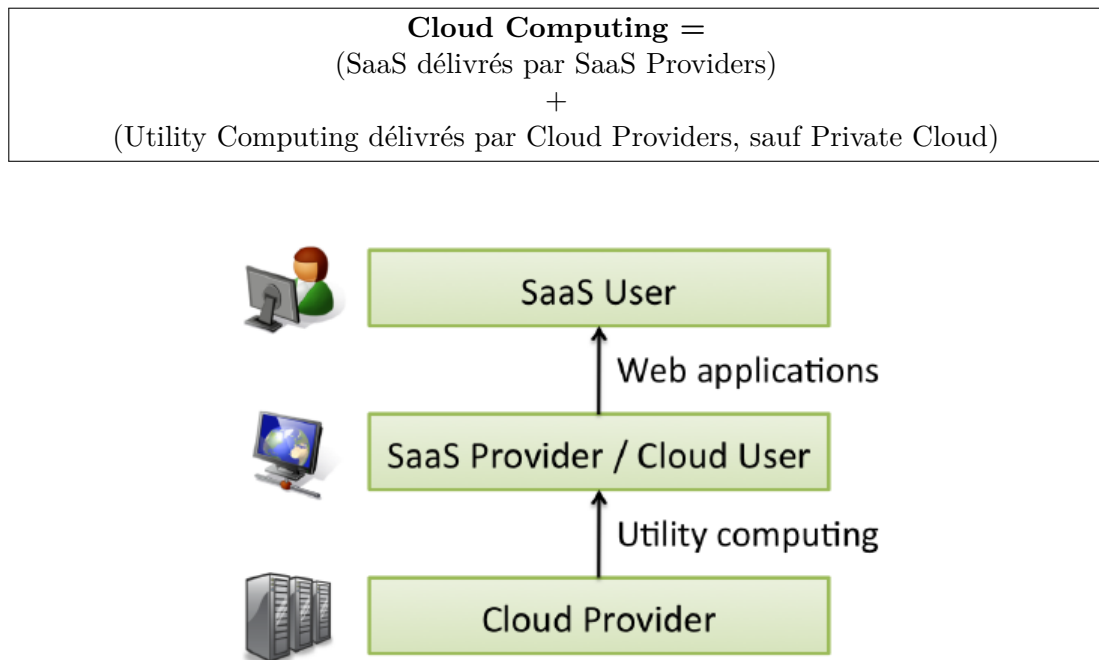 Cloud Computing =
(SaaS délivrés par SaaS Providers)
+
(Utility Computing délivrés par Cloud Providers, sauf Private Cloud)
SaaS User
Web applications
SaaS Provider / Cloud User
Utility computing
Cloud Provider